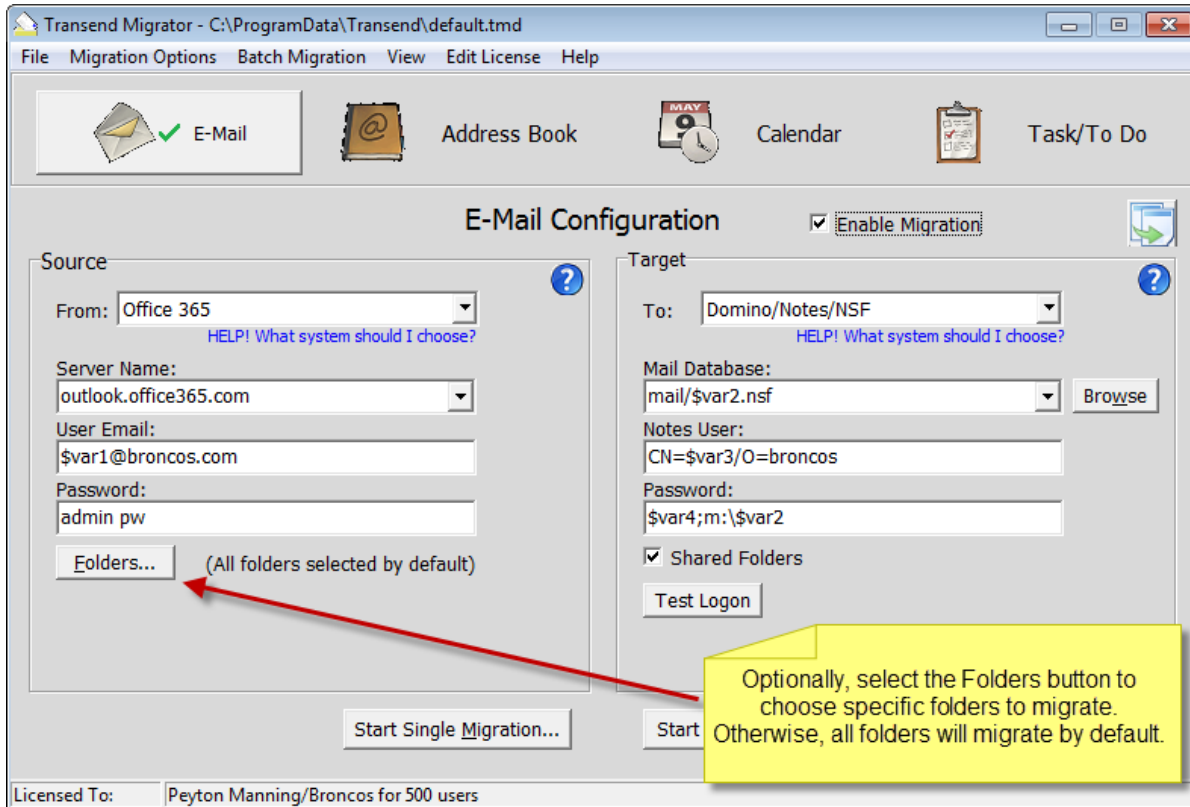 Transend Migrator - C:\ProgramData\Transend\default.tmd
File Migration Options Batch Migration View Edit License Help
E-Mail Address Book MAY 9 Calendar Task/To Do
E-Mail Configuration Enable Migration
Source
From: Office 365
HELP! What system should I choose?
Server Name:
outlook.office365.com
User Email:
$var1@broncos.com
Password:
admin pw
Folders... (All folders selected by default)
Target
To: Domino/Notes/NSF
HELP! What system should I choose?
Mail Database:
mail/$var2.nsf Browse
Notes User:
CN=$var3/O=broncos
Password:
$var4;m:\$var2
Shared Folders
Test Logon
Optionally, select the Folders button to
choose specific folders to migrate.
Otherwise, all folders will migrate by default.
Start Single Migration... Start
Licensed To: Peyton Manning/Broncos for 500 users